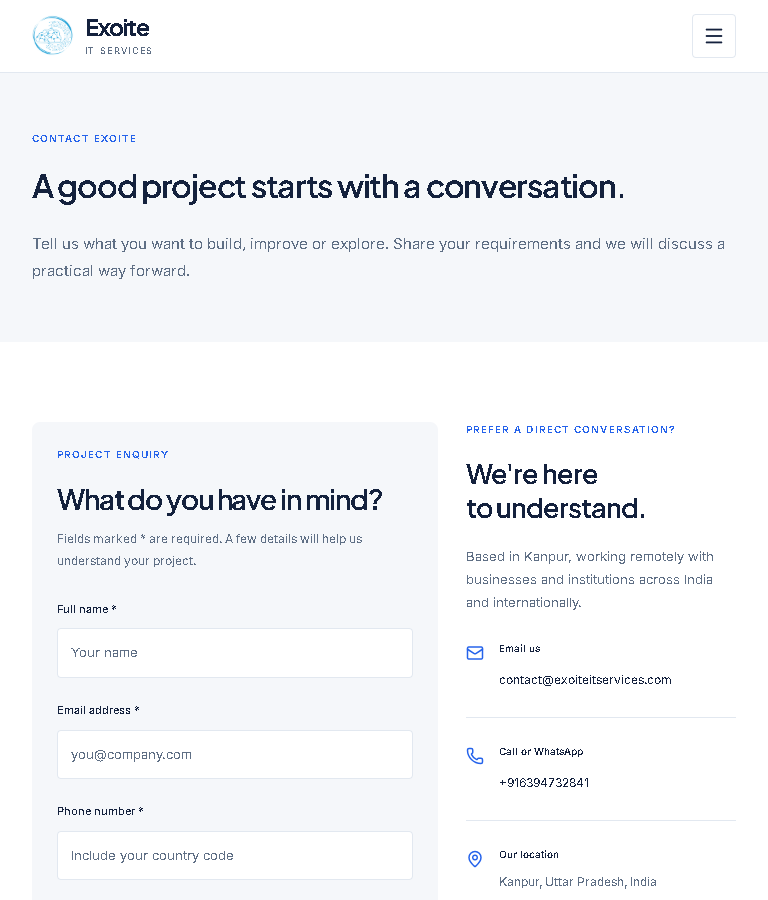 Exoite
IT SERVICES
CONTACT EXOITE
A good project starts with a conversation.
Tell us what you want to build, improve or explore. Share your requirements and we will discuss a
practical way forward.
PROJECT ENQUIRY
What do you have in mind?
Fields marked * are required. A few details will help us
understand your project.
Full name *
Your name
Email address *
you@company.com
Phone number *
Include your country code
PREFER A DIRECT CONVERSATION?
We're here
to understand.
Based in Kanpur, working remotely with
businesses and institutions across India
and internationally.
Email us
contact@exoiteitservices.com
Call or WhatsApp
+916394732841
Our location
Kanpur, Uttar Pradesh, India